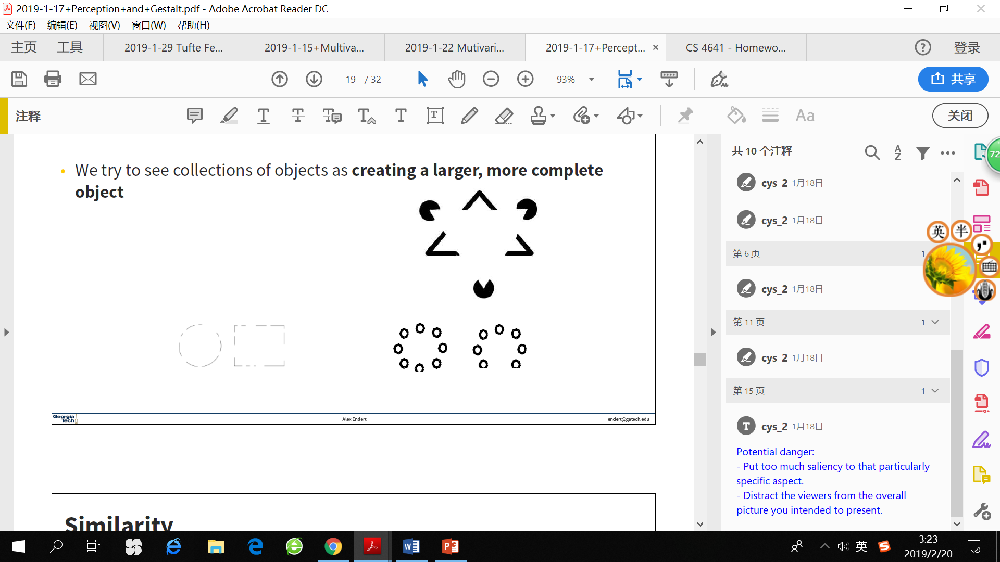 2019-1-17+Perception+and+Gestalt.pdf - Adobe Acrobat Reader DC
文件(F) 编辑(E) 视图(V) 窗口(W) 帮助(H)
主页 工具 2019-1-29 Tufte Fe... 2019-1-15+Multiva... 2019-1-22 Mutivari... 2019-1-17+Percept... × CS 4641 - Homewo... ? 登录
19 / 32 93% 共享
注释 Aa 关闭
• We try to see collections of objects as creating a larger, more complete
object
Georgia
Tech
Alex Endert
endert@gatech.edu
Similarity
共 10 个注释
cys_2 1月18日
cys_2 1月18日
第 6 页 1
cys_2 1月18日
第 11 页 1
cys_2 1月18日
第 15 页 1
T cys_2 1月18日
Potential danger:
- Put too much saliency to that particularly
specific aspect.
- Distract the viewers from the overall
picture you intended to present.
72
英 半
英
3:23
2019/2/20